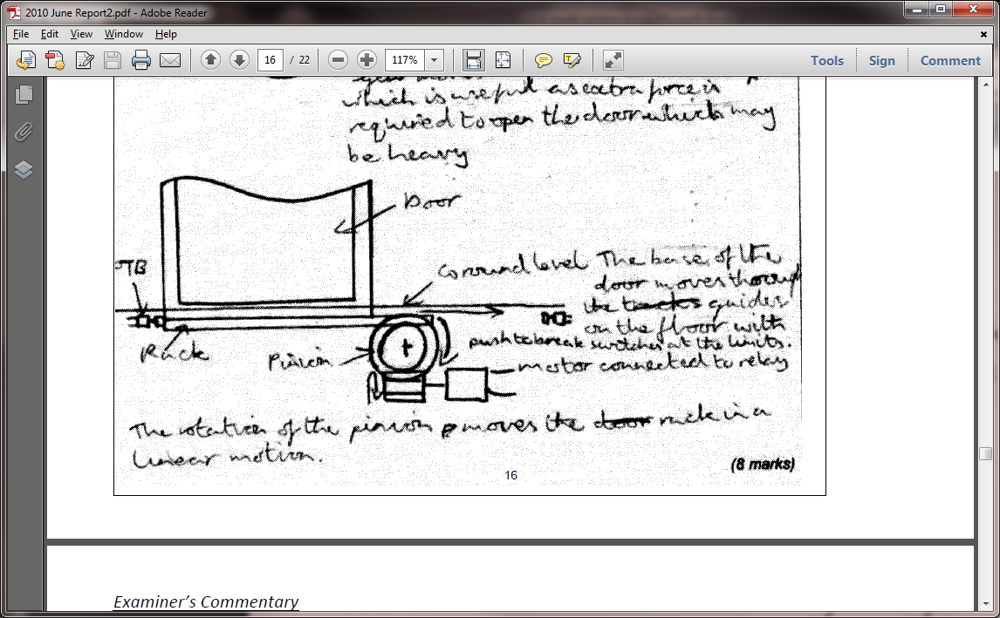 2010 June Report2.pdf - Adobe Reader
File Edit View Window Help
16 / 22 117% Tools Sign Comment
which is useful as extra force is
required to open the door which may
be heavy
Door
TB
Ground level
The base of the
door moves through
the tracks guides
on the floor with
push to break switches at the limits.
Rack
Pinion
motor connected to relay
The rotation of the pinion moves the door rack in a
linear motion.
16
(8 marks)
Examiner's Commentary